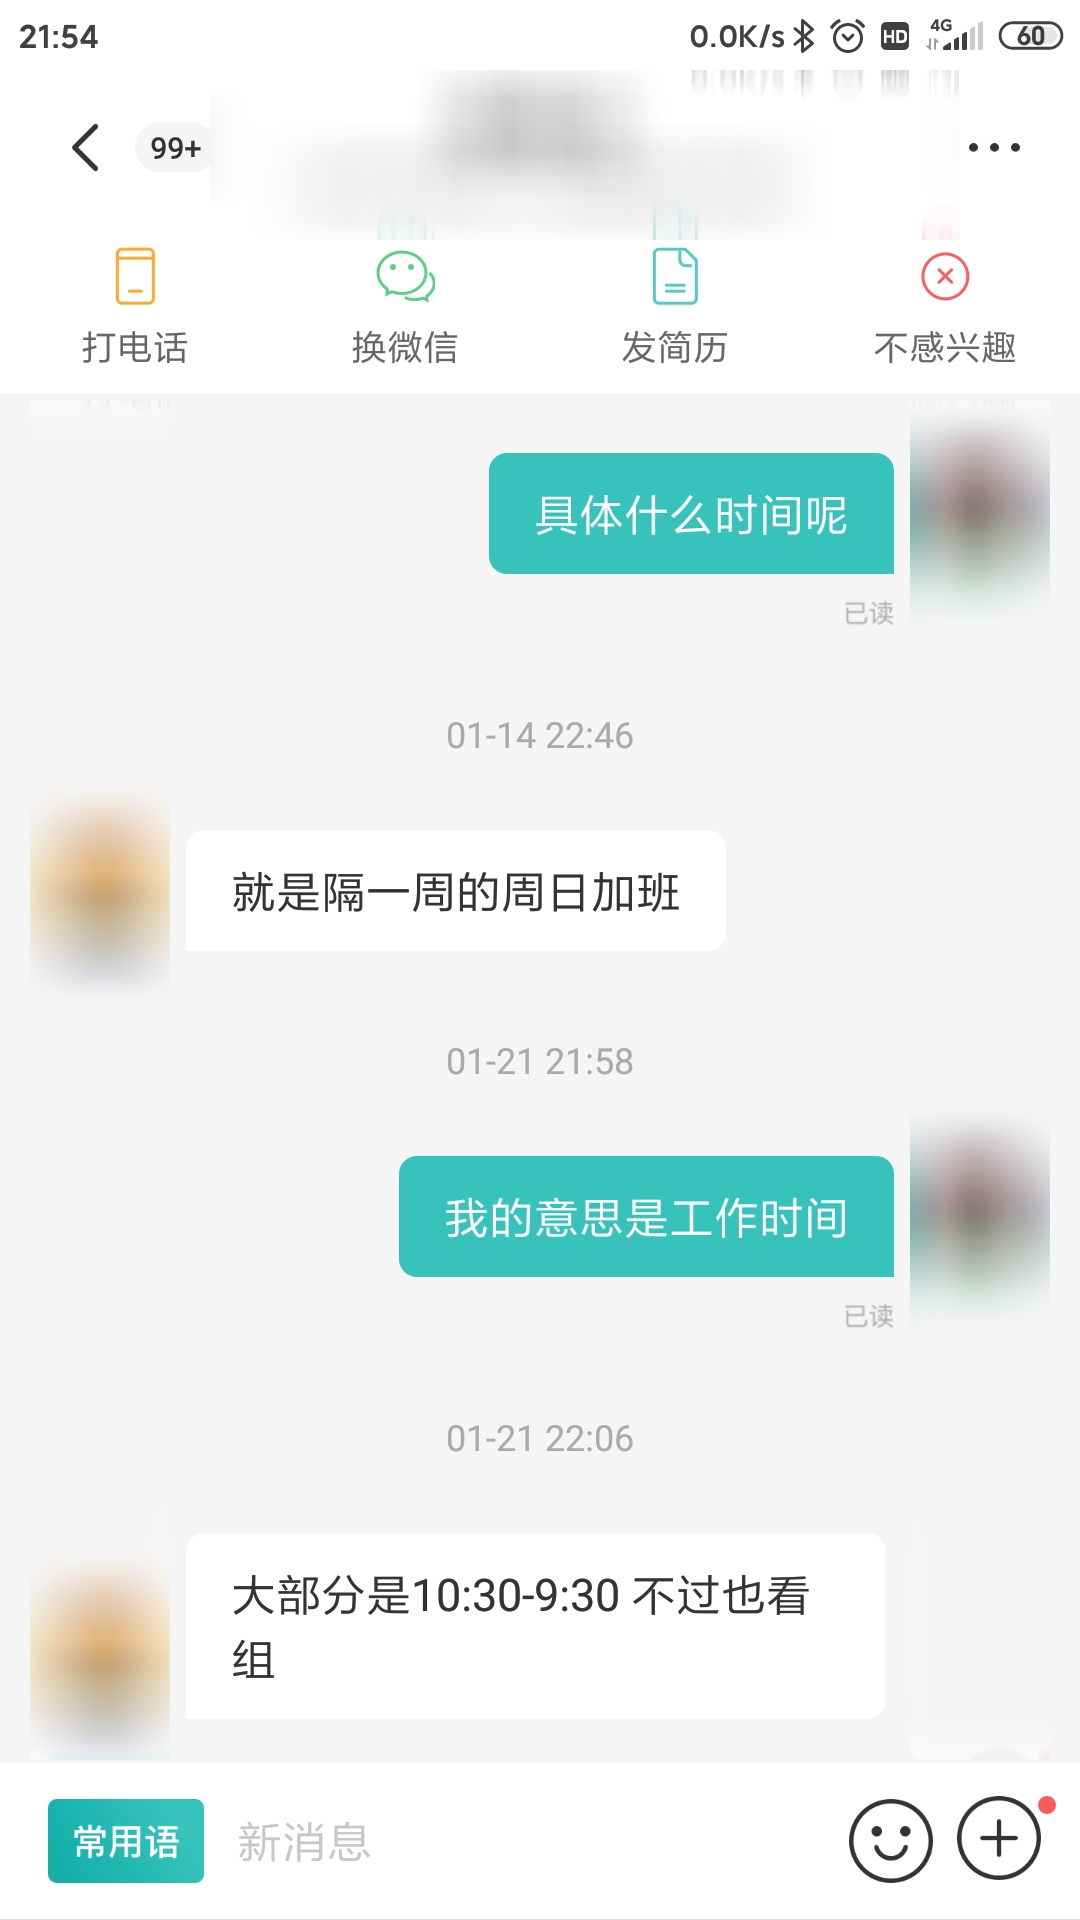 21:54 0.0K/s HD 4G 60
99+
打电话 换微信 发简历 不感兴趣
具体什么时间呢
已读
01-14 22:46
就是隔一周的周日加班
01-21 21:58
我的意思是工作时间
已读
01-21 22:06
大部分是10:30-9:30 不过也看
组
常用语 新消息